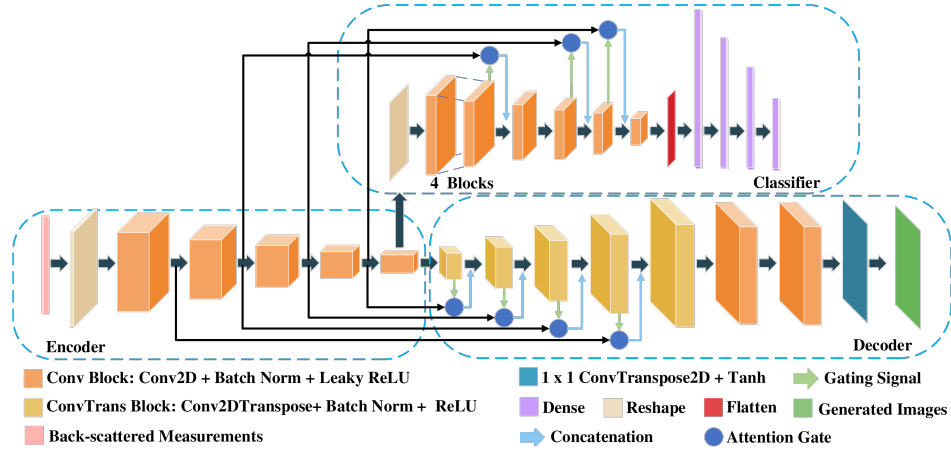 4 Blocks
Classifier
Encoder
Decoder
Conv Block: Conv2D + Batch Norm + Leaky ReLU
ConvTrans Block: Conv2DTranspose+ Batch Norm + ReLU
Back-scattered Measurements
1 x 1 ConvTranspose2D + Tanh
Gating Signal
Dense
Reshape
Flatten
Generated Images
Concatenation
Attention Gate